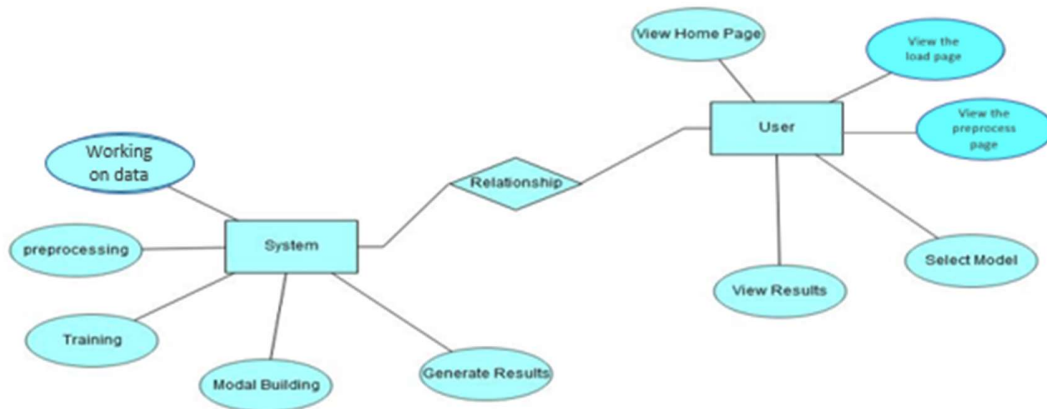 View Home Page
View the
load page
User
View the
preprocess
page
Working
on data
Relationship
preprocessing
System
Select Model
View Results
Training
Modal Building
Generate Results